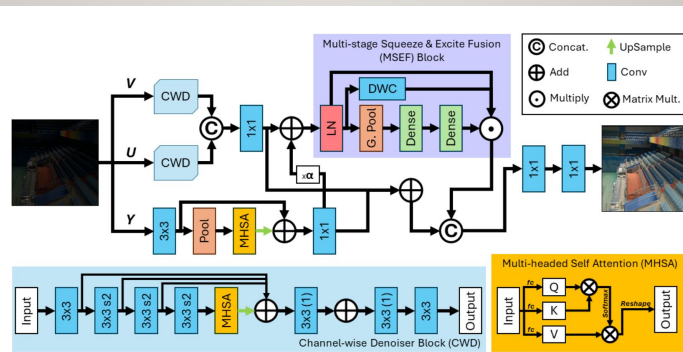 Multi-stage Squeeze & Excite Fusion
(MSEF) Block
Concat.
UpSample
Add
Conv
Multiply
Matrix Mult.
C
V
CWD
U
CWD
C
1x1
LN
DWC
G. Pool
Dense
Dense
xα
Y
3x3
Pool
MHSA
1x1
C
1x1
1x1
Input
3x3
3x3 s2
3x3 s2
3x3 s2
MHSA
3x3 (1)
3x3 (1)
3x3
Output
Channel-wise Denoiser Block (CWD)
Multi-headed Self Attention (MHSA)
Input
fc
Q
fc
K
fc
V
Softmax
Reshape
Output